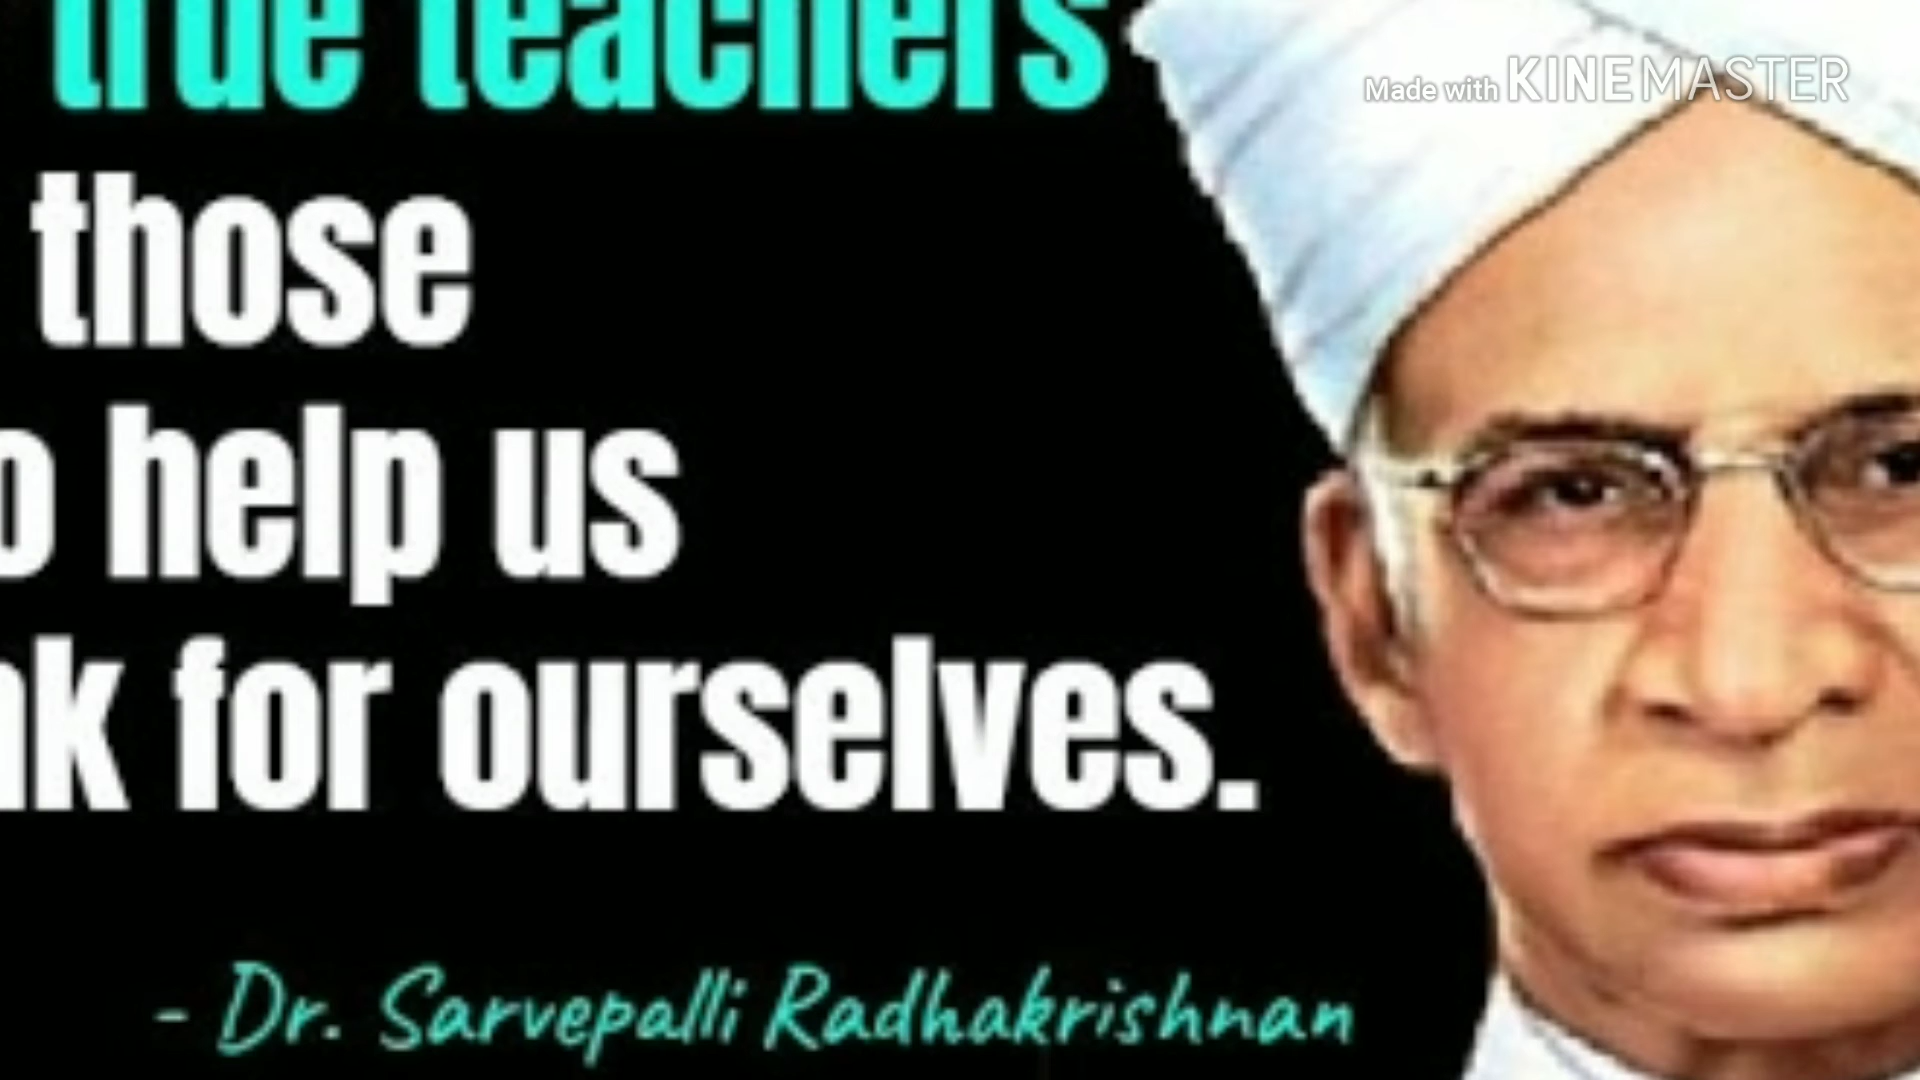 true teachers
Made with KINEMASTER
those
help us
for ourselves.
- Dr. Sarvepalli Radhakrishnan